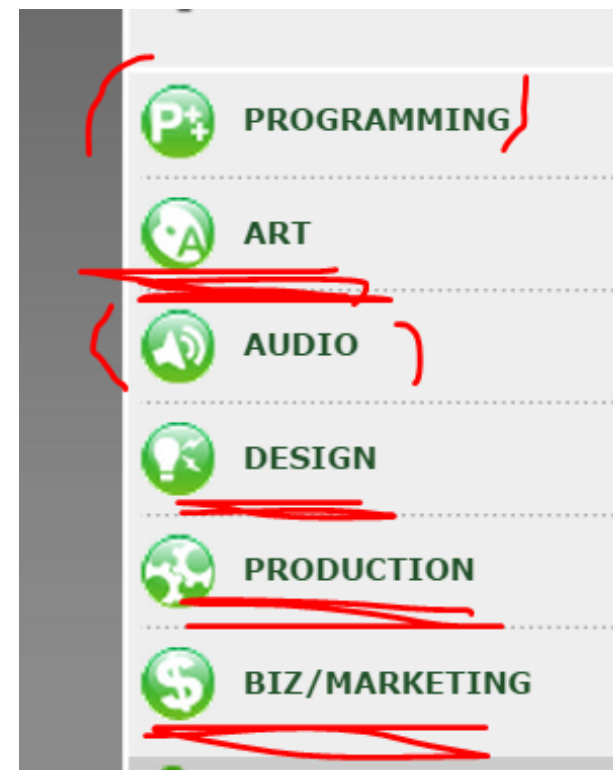 PROGRAMMING
ART
AUDIO
DESIGN
PRODUCTION
BIZ/MARKETING